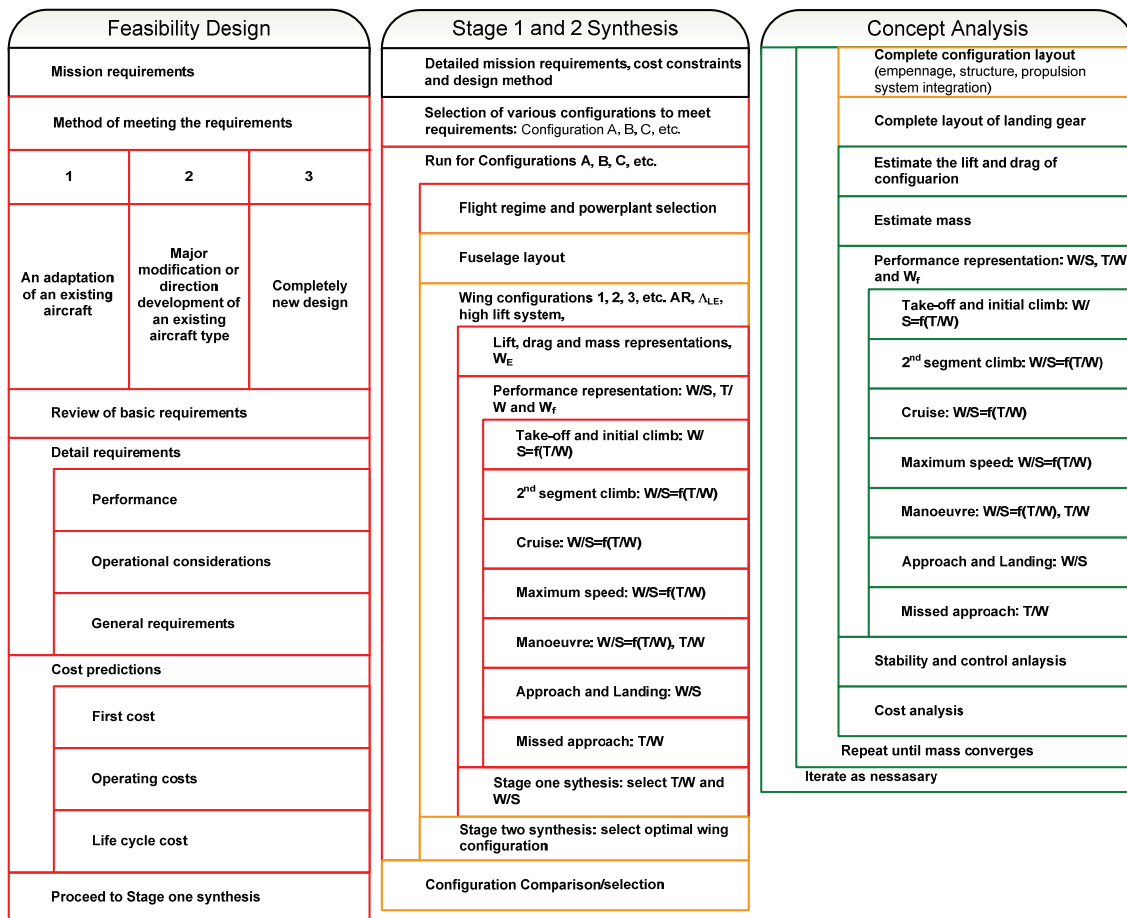 Feasibility Design
Mission requirements
Method of meeting the requirements
1
2
3
An adaptation
of an existing
aircraft
Major
modification or
direction
development of
an existing
aircraft type
Completely
new design
Review of basic requirements
Detail requirements
Performance
Operational considerations
General requirements
Cost predictions
First cost
Operating costs
Life cycle cost
Proceed to Stage one synthesis
Stage 1 and 2 Synthesis
Detailed mission requirements, cost constraints
and design method
Selection of various configurations to meet
requirements: Configuration A, B, C, etc.
Run for Configurations A, B, C, etc.
Flight regime and powerplant selection
Fuselage layout
Wing configurations 1, 2, 3, etc. AR, Λ_LE,
high lift system,
Lift, drag and mass representations,
W_E
Performance representation: W/S, T/
W and W_f
Take-off and initial climb: W/
S=f(T/W)
2nd segment climb: W/S=f(T/W)
Cruise: W/S=f(T/W)
Maximum speed: W/S=f(T/W)
Manoeuvre: W/S=f(T/W), T/W
Approach and Landing: W/S
Missed approach: T/W
Stage one sythesis: select T/W and
W/S
Stage two synthesis: select optimal wing
configuration
Configuration Comparison/selection
Concept Analysis
Complete configuration layout
(empennage, structure, propulsion
system integration)
Complete layout of landing gear
Estimate the lift and drag of
configuarion
Estimate mass
Performance representation: W/S, T/W
and W_f
Take-off and initial climb: W/
S=f(T/W)
2nd segment climb: W/S=f(T/W)
Cruise: W/S=f(T/W)
Maximum speed: W/S=f(T/W)
Manoeuvre: W/S=f(T/W), T/W
Approach and Landing: W/S
Missed approach: T/W
Stability and control anlaysis
Cost analysis
Repeat until mass converges
Iterate as nessasary